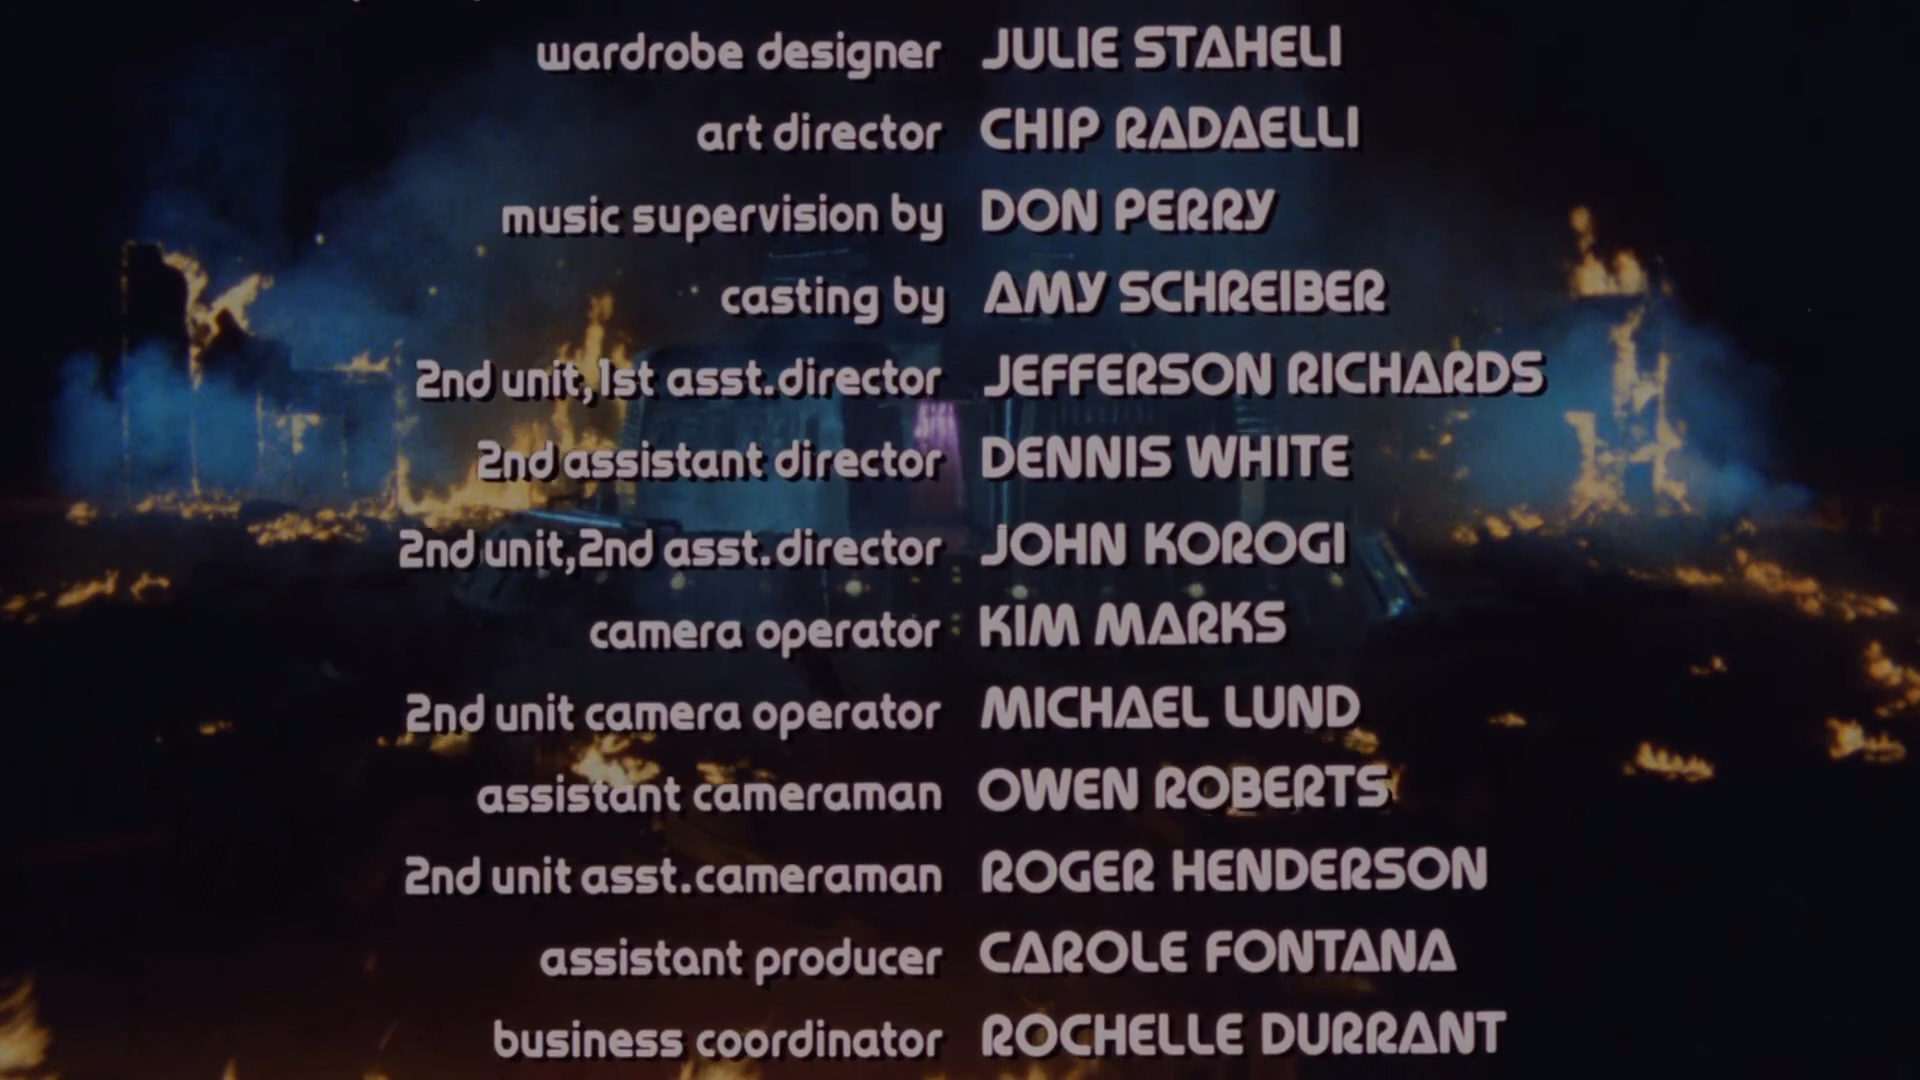 wardrobe designer JULIE STAHELI
art director CHIP RADAELLI
music supervision by DON PERRY
casting by AMY SCHREIBER
2nd unit,1st asst.director JEFFERSON RICHARDS
2nd assistant director DENNIS WHITE
2nd unit,2nd asst.director JOHN KOROGI
camera operator KIM MARKS
2nd unit camera operator MICHAEL LUND
assistant cameraman OWEN ROBERTS
2nd unit asst.cameraman ROGER HENDERSON
assistant producer CAROLE FONTANA
business coordinator ROCHELLE DURRANT